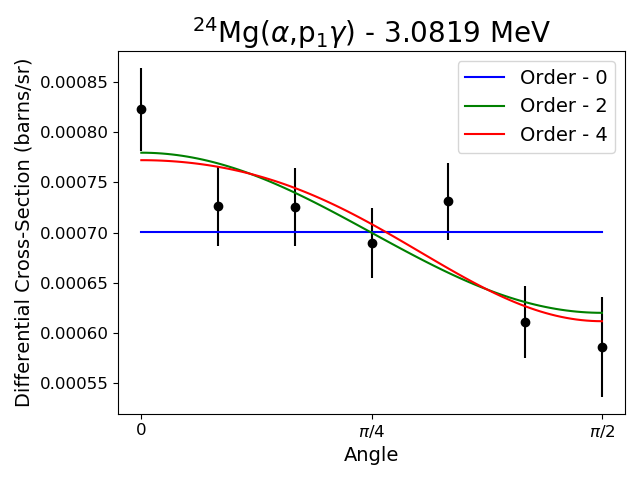 ²⁴Mg(α,p₁γ) - 3.0819 MeV
Differential Cross-Section (barns/sr)
0.00085
0.00080
0.00075
0.00070
0.00065
0.00060
0.00055
Order - 0
Order - 2
Order - 4
0
π/4
π/2
Angle